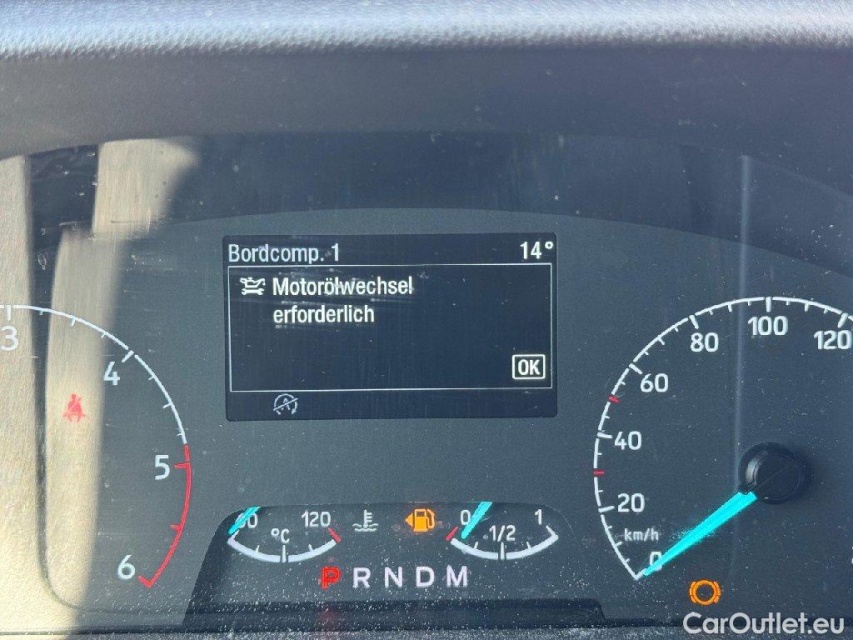 Bordcomp. 1 14°
Motorölwechsel
erforderlich
OK
3
4
5
6
120
°C
0 1/2 1
P R N D M
0 20 40 60 80 100 120
km/h
CarOutlet.eu